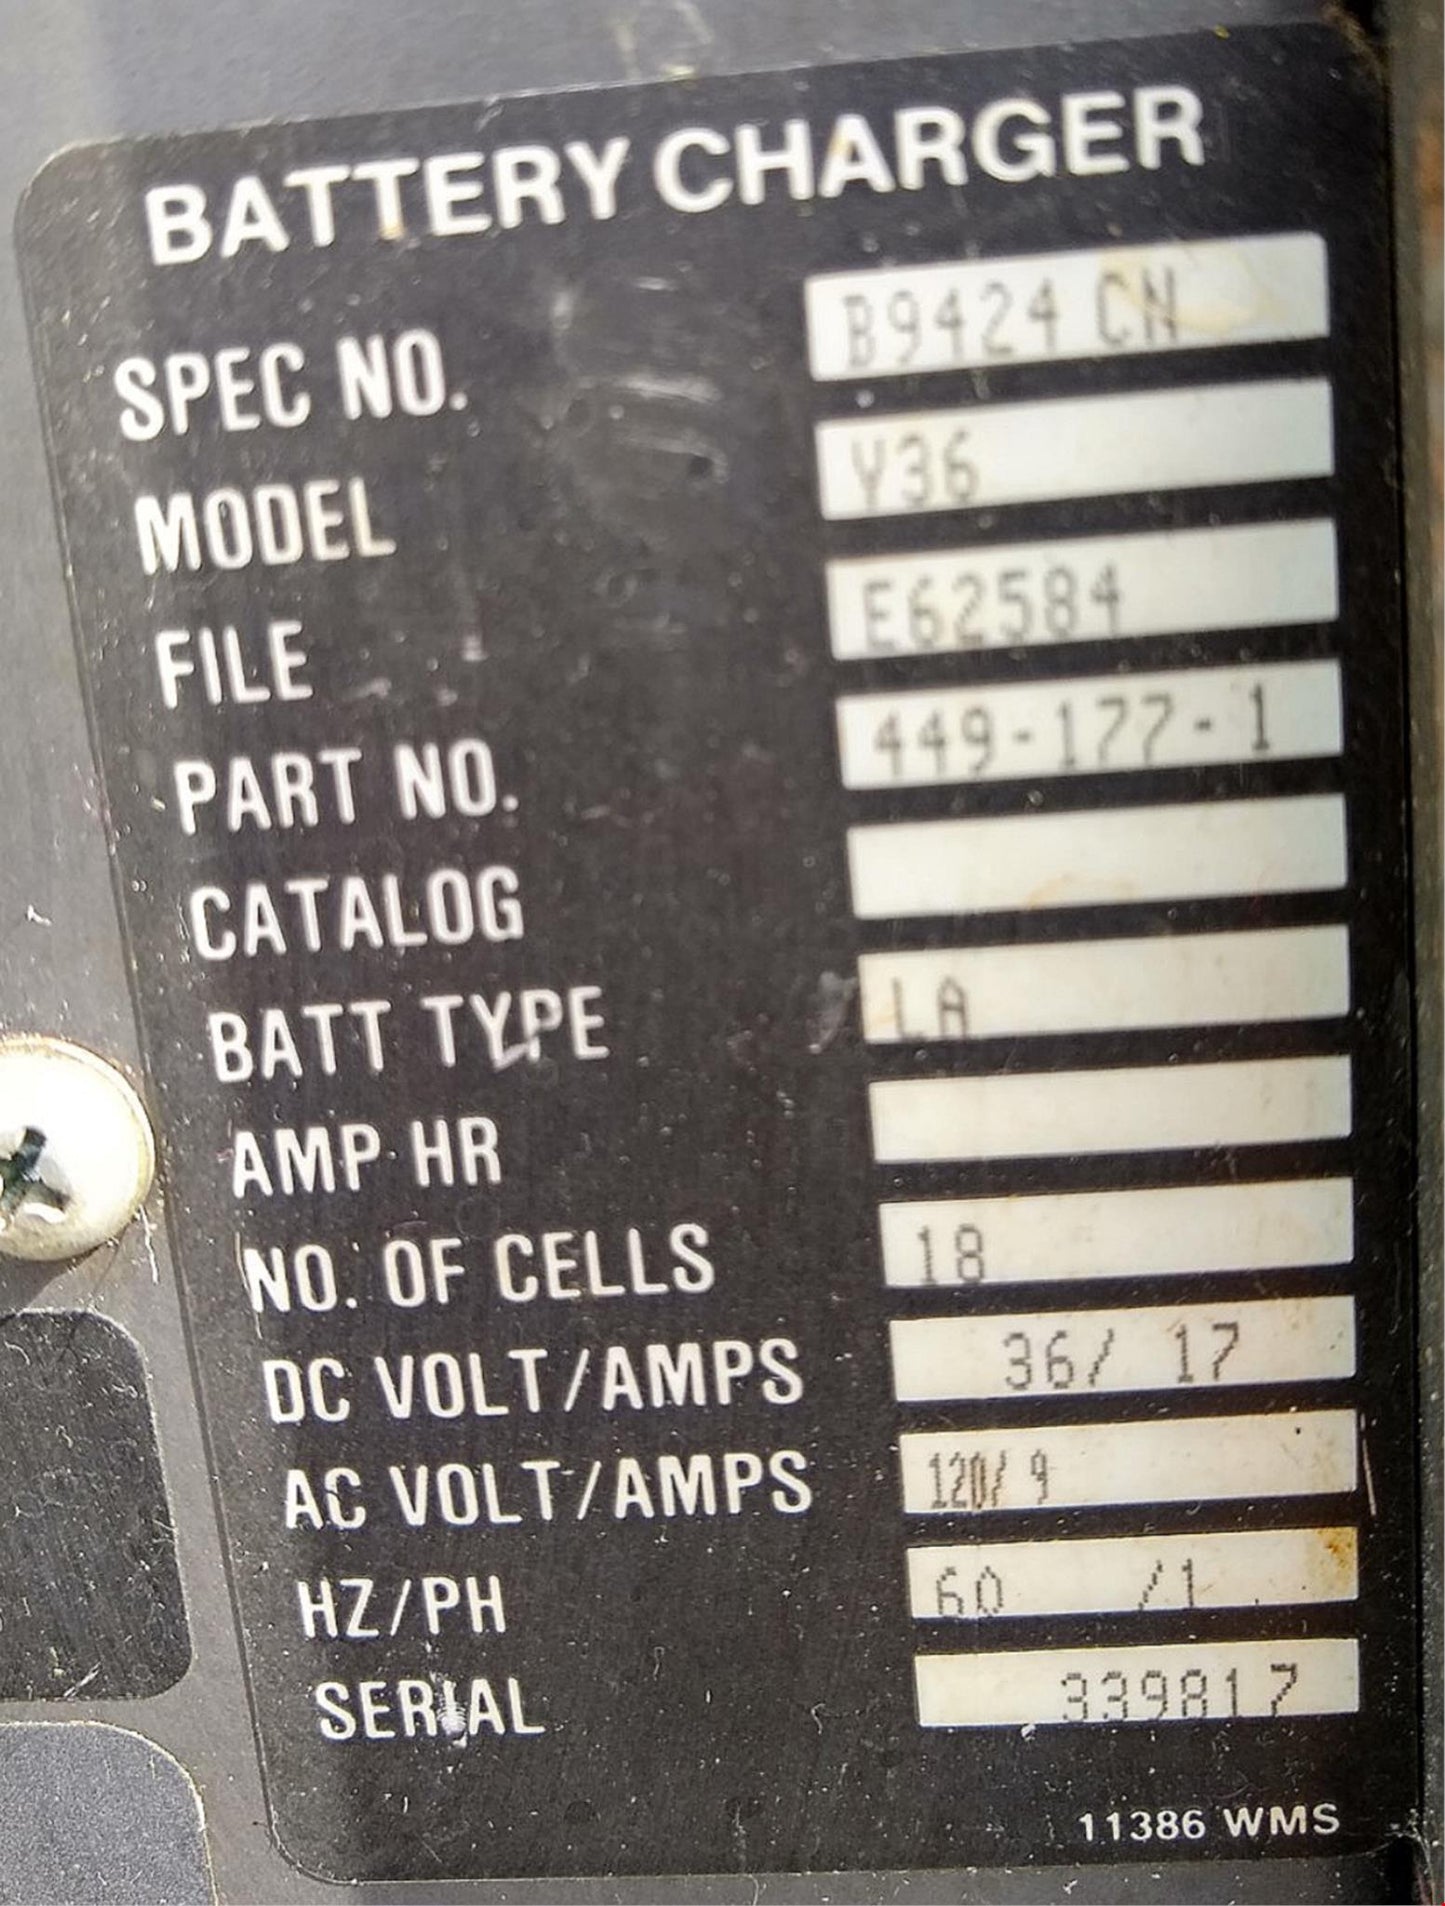 BATTERY CHARGER
SPEC NO. B9424 CN
MODEL Y36
FILE E62584
PART NO. 449-177-1
CATALOG
BATT TYPE LA
AMP HR
NO. OF CELLS 18
DC VOLT/AMPS 36/ 17
AC VOLT/AMPS 120/ 9
HZ/PH 60 /1
SERIAL 339817
11386 WMS